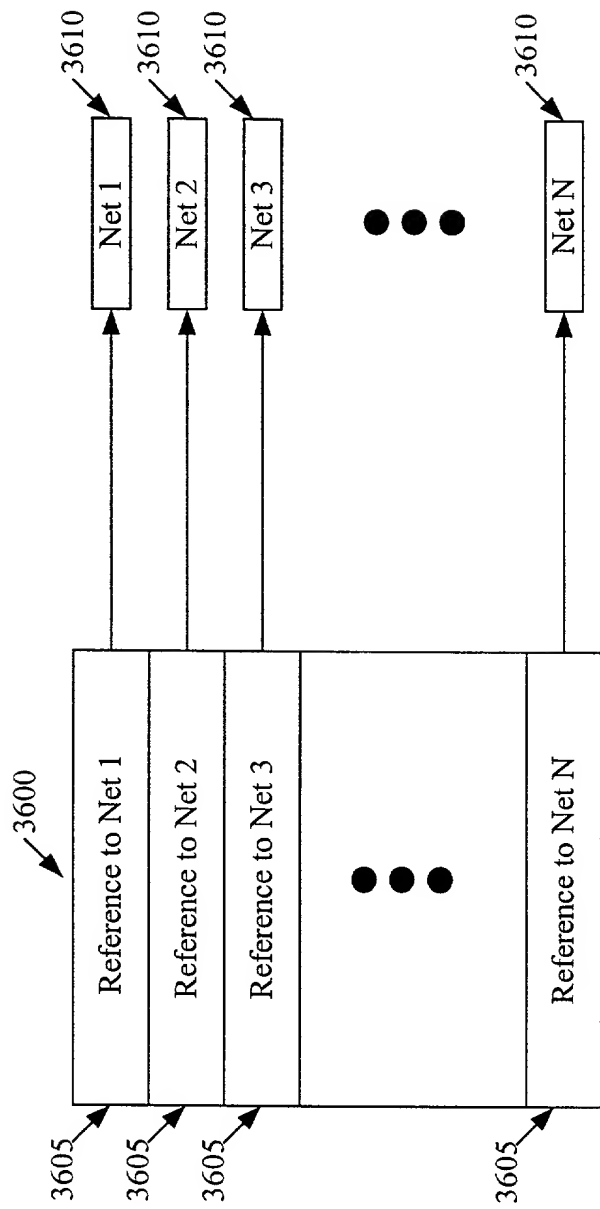 3600
3605
Reference to Net 1
Net 1
3610
3605
Reference to Net 2
Net 2
3610
3605
Reference to Net 3
Net 3
3610
3605
Reference to Net N
Net N
3610